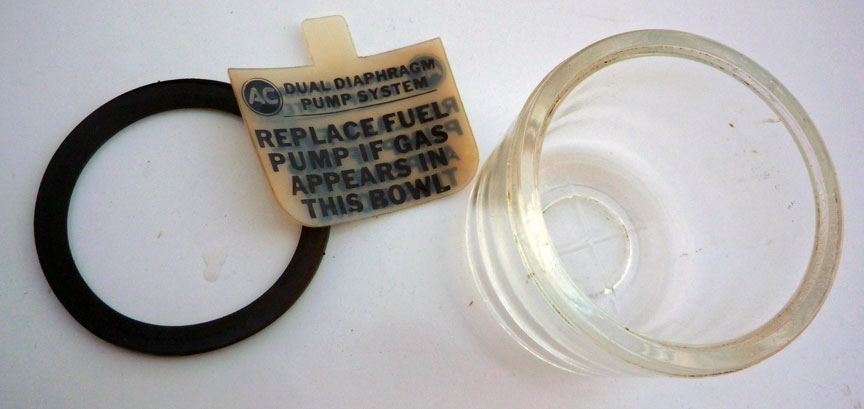 AC DUAL DIAPHRAGM
PUMP SYSTEM
REPLACE FUEL
PUMP IF GAS
APPEARS IN
THIS BOWL